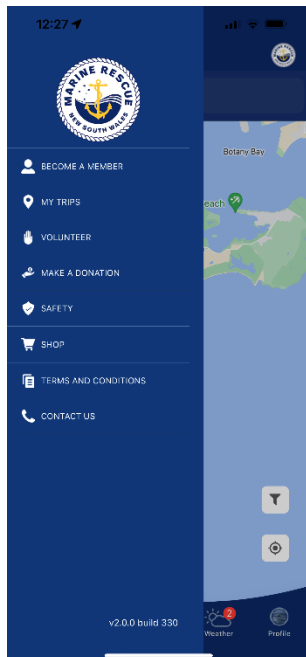 12:27
MARINE RESCUE
NEW SOUTH WALES
BECOME A MEMBER
MY TRIPS
VOLUNTEER
MAKE A DONATION
SAFETY
SHOP
TERMS AND CONDITIONS
CONTACT US
v2.0.0 build 330
Botany Bay
each
2
Weather
Profile